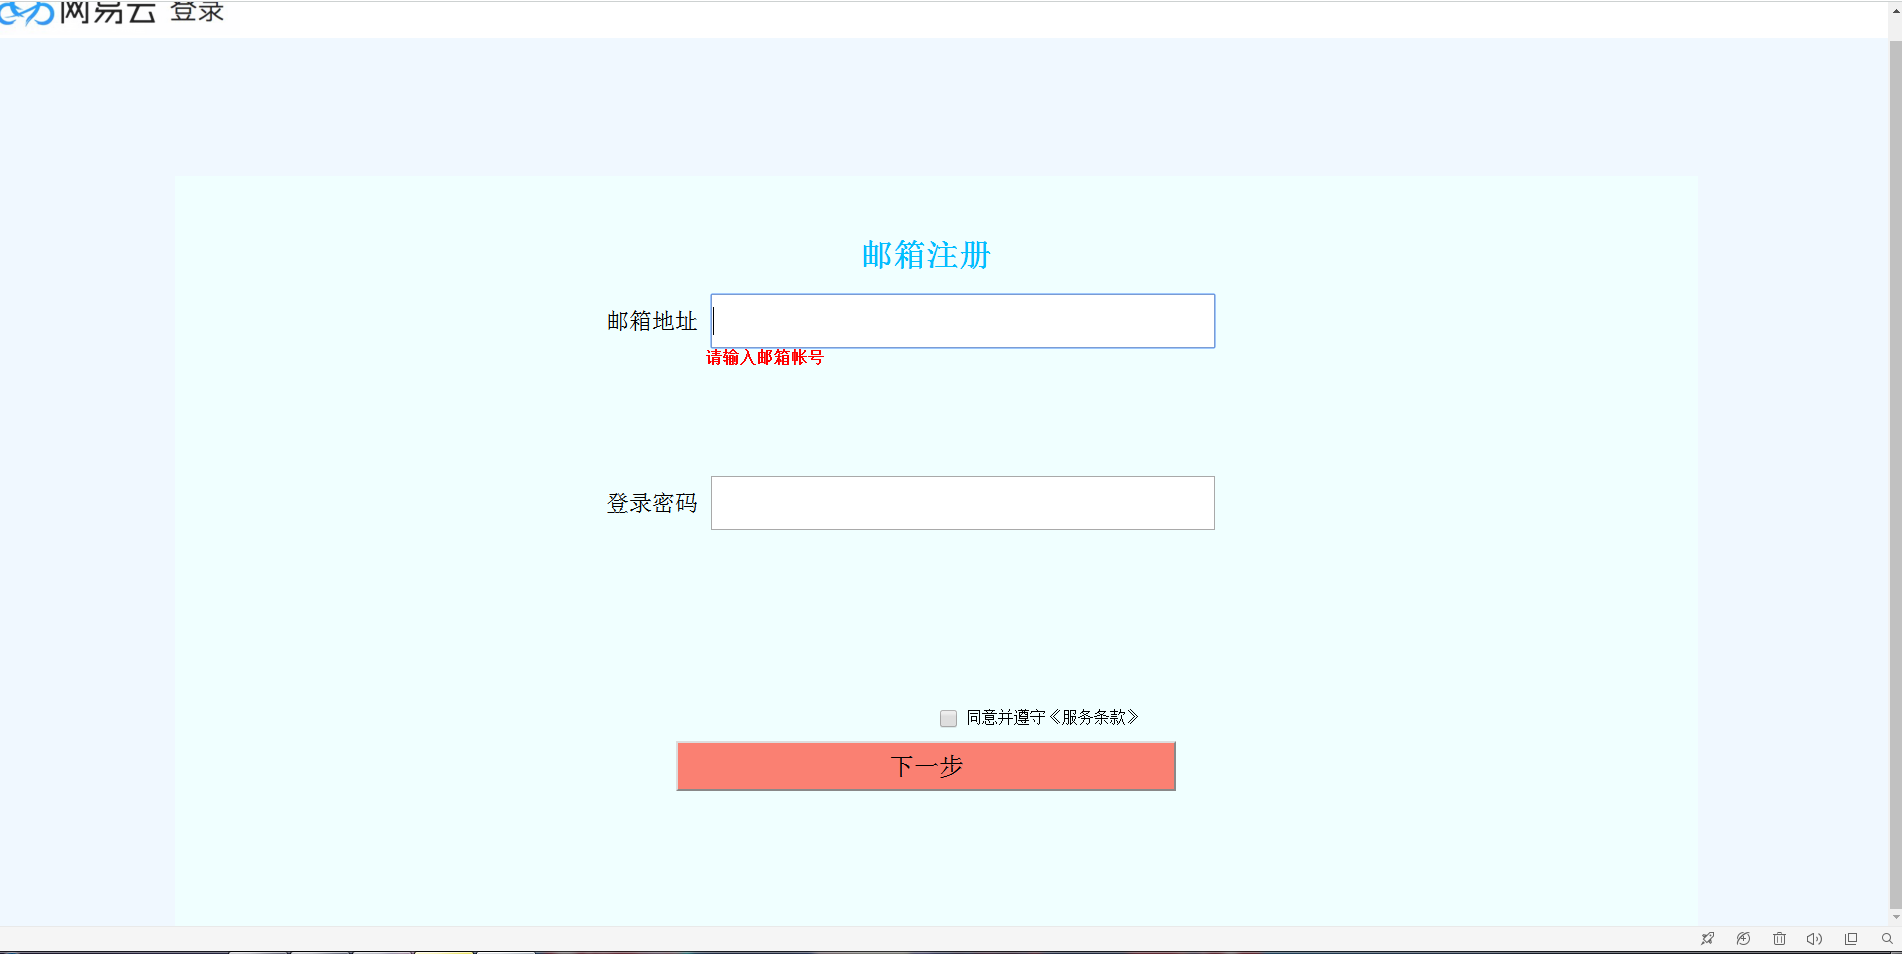 网易云 登录
邮箱注册
邮箱地址
请输入邮箱帐号
登录密码
同意并遵守《服务条款》
下一步